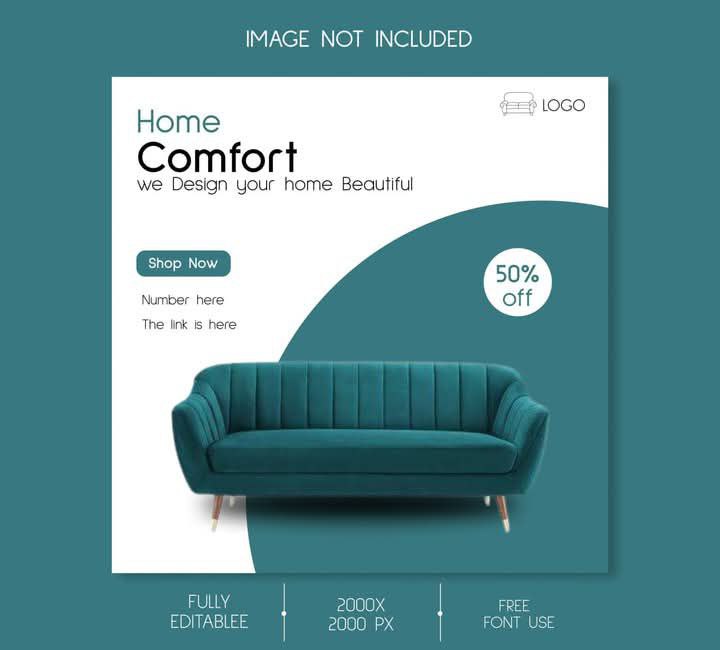 IMAGE NOT INCLUDED
LOGO
Home
Comfort
we Design your home Beautiful
Shop Now
50%
off
Number here
The link is here
FULLY
EDITABLEE
2000X
2000 PX
FREE
FONT USE